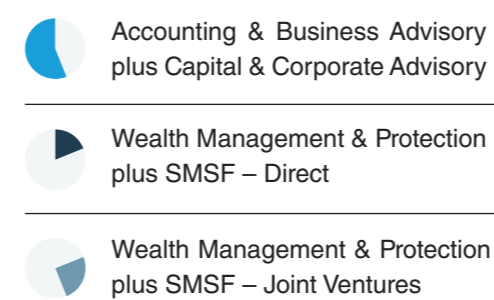 Accounting & Business Advisory
plus Capital & Corporate Advisory
Wealth Management & Protection
plus SMSF – Direct
Wealth Management & Protection
plus SMSF – Joint Ventures